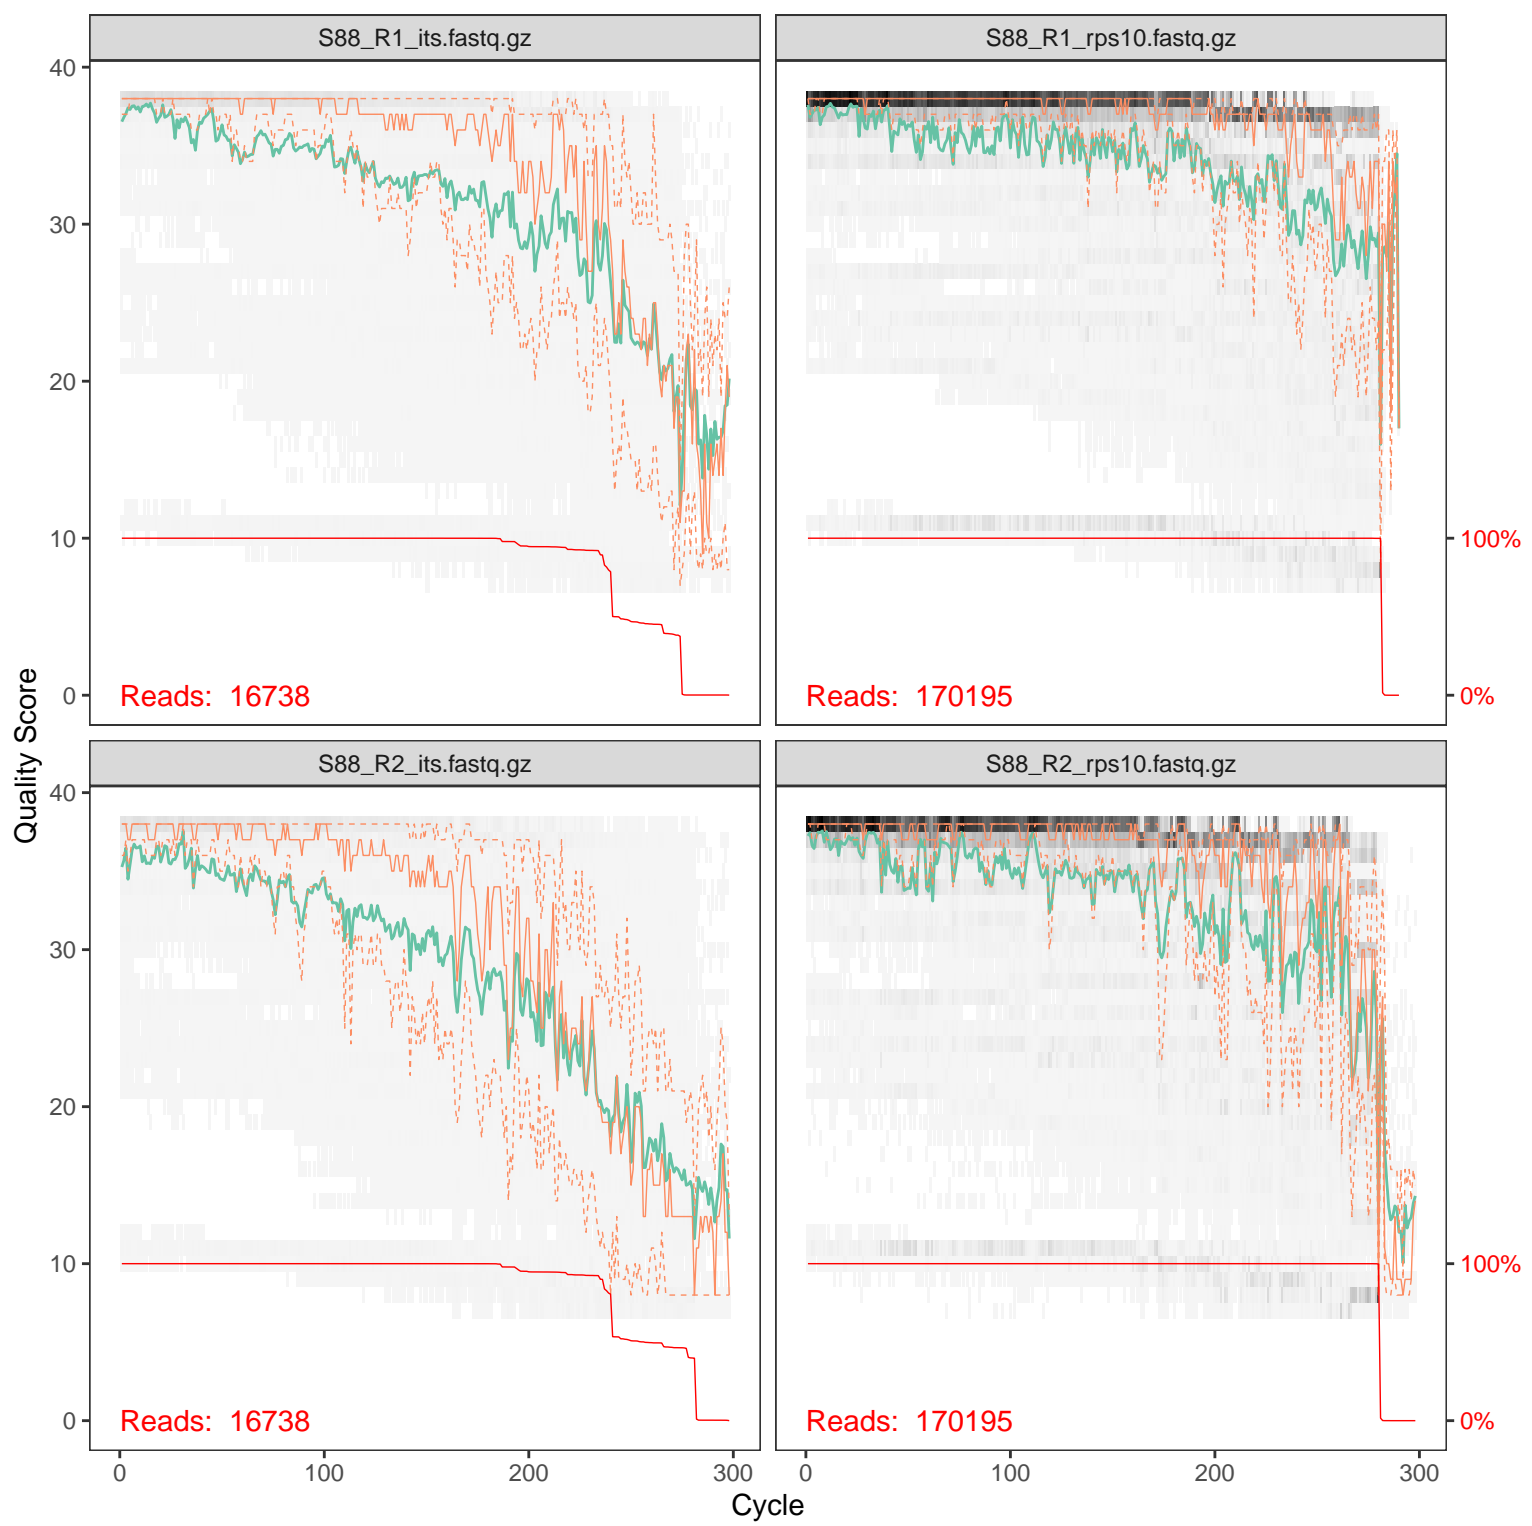 S88_R1_its.fastq.gz
S88_R1_rps10.fastq.gz
40
30
20
10
0
Reads: 16738
Reads: 170195
100%
0%
S88_R2_its.fastq.gz
S88_R2_rps10.fastq.gz
40
30
20
10
0
Reads: 16738
Reads: 170195
100%
0%
0
100
200
300
0
100
200
300
Cycle
Quality Score